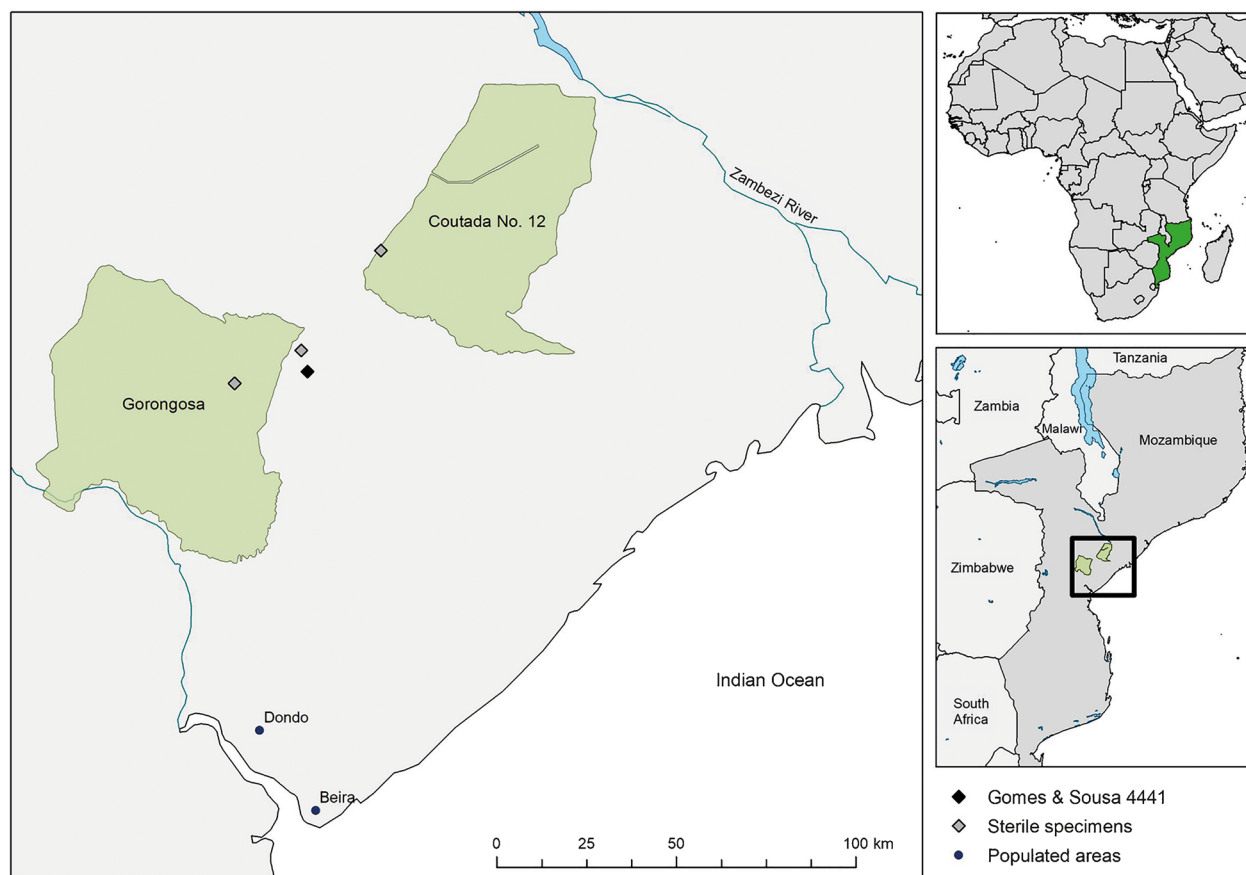 Zambezi River
Coutada No. 12
Gorongosa
Indian Ocean
Dondo
Beira
0 25 50 100 km
Tanzania
Zambia
Malawi
Mozambique
Zimbabwe
South
Africa
Gomes & Sousa 4441
Sterile specimens
Populated areas